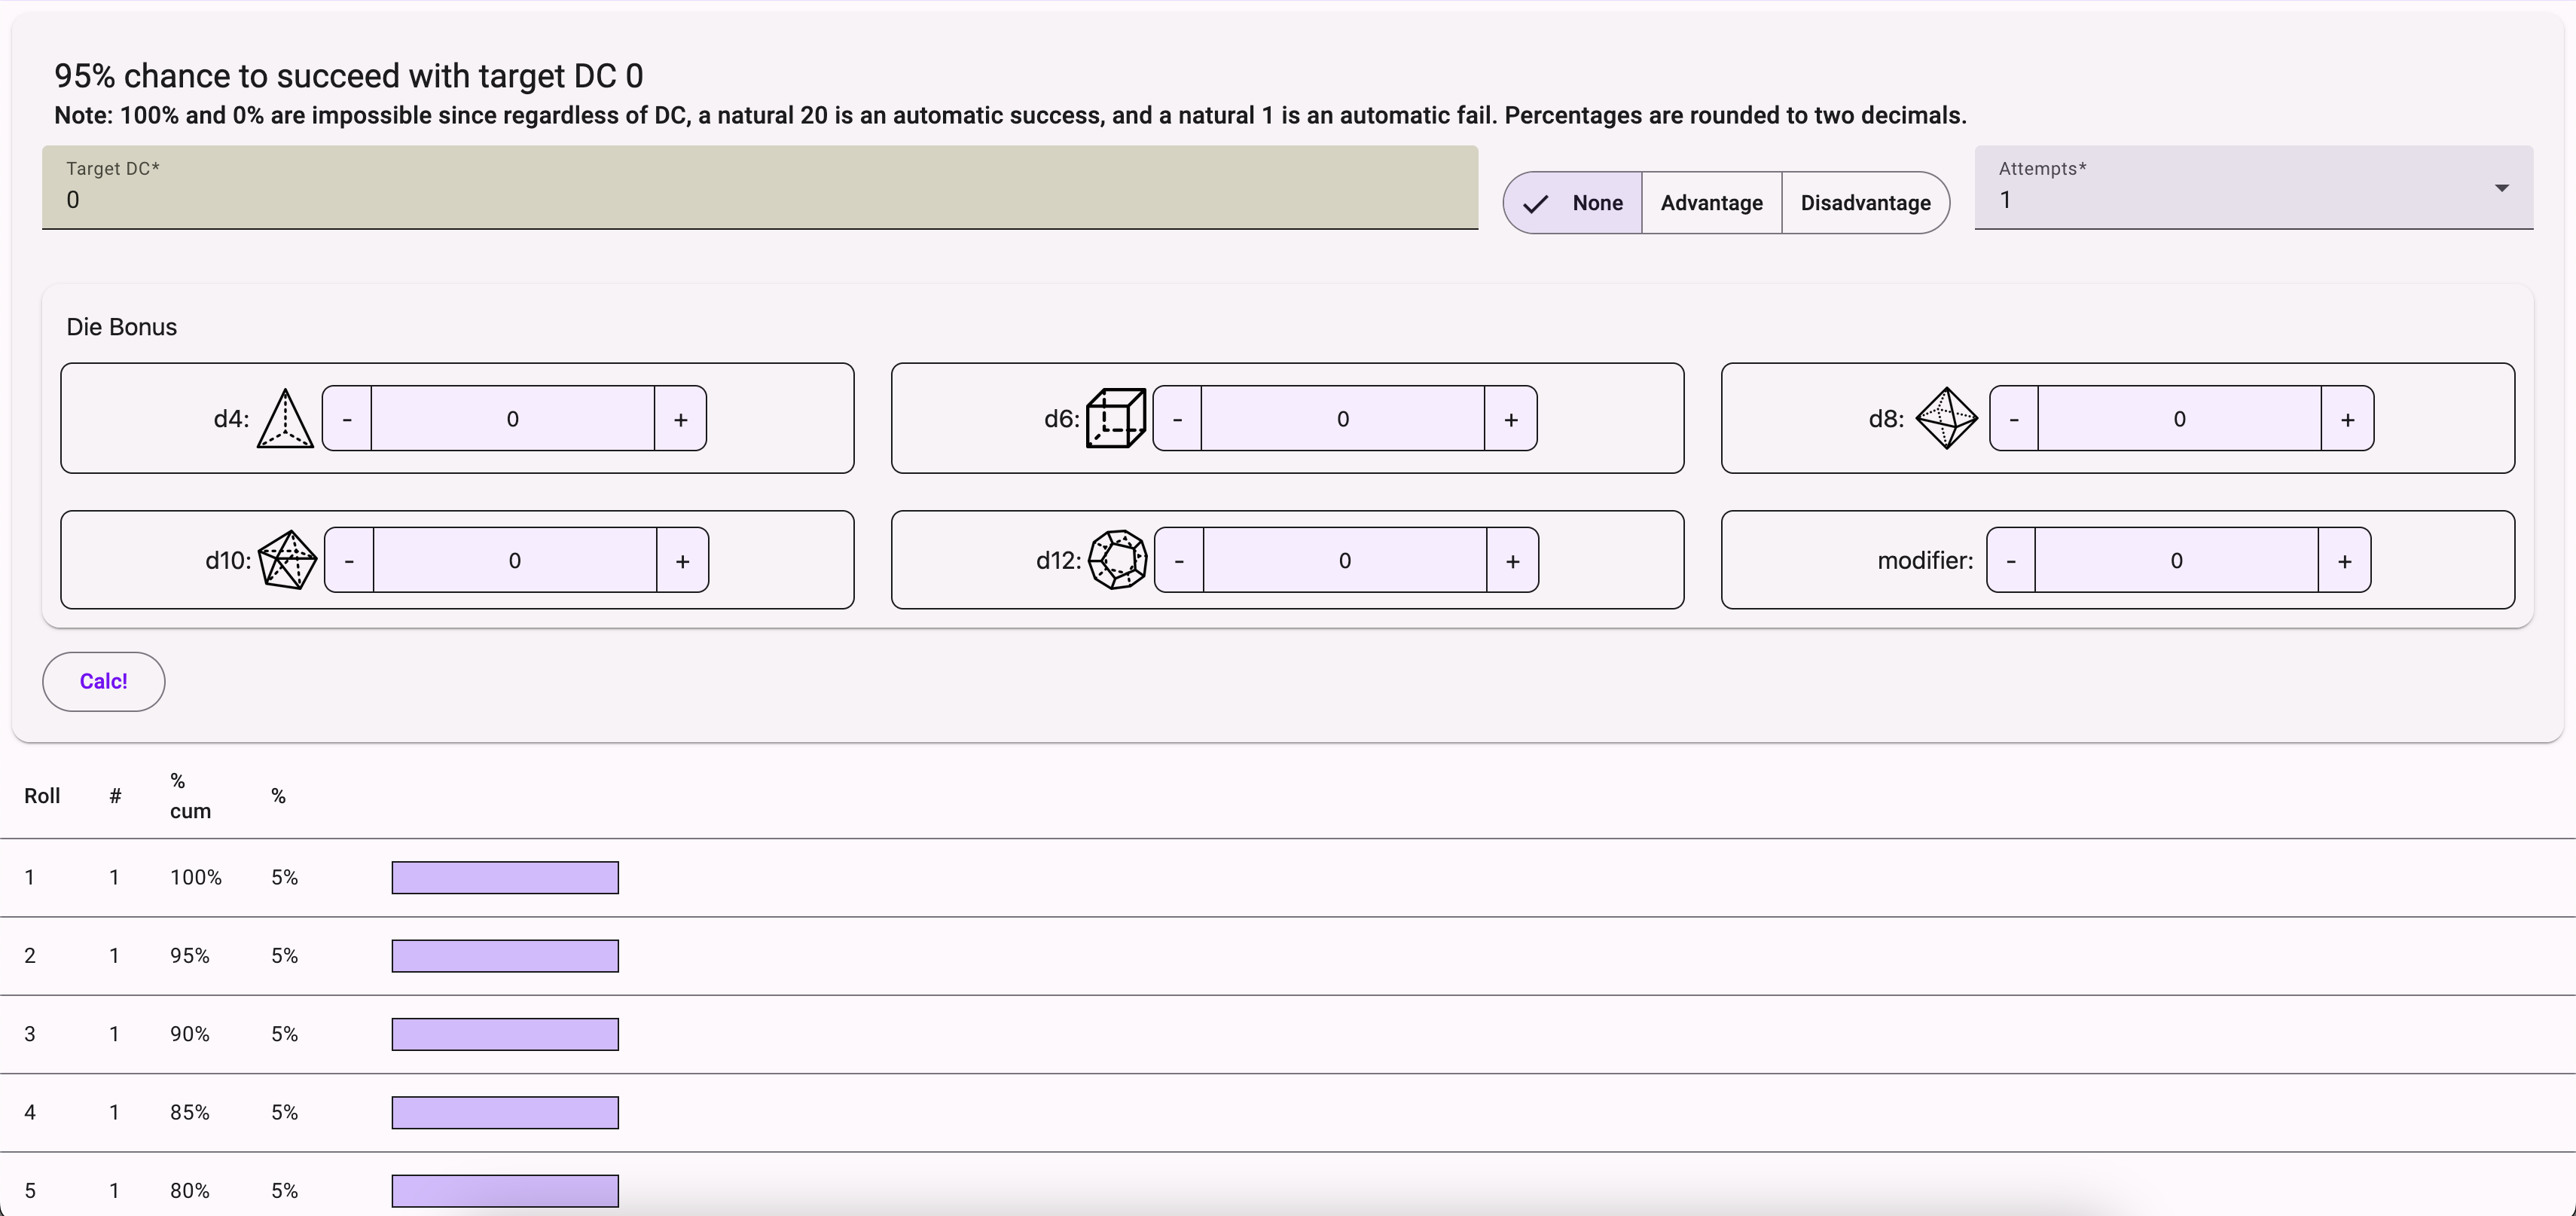 95% chance to succeed with target DC 0
Note: 100% and 0% are impossible since regardless of DC, a natural 20 is an automatic success, and a natural 1 is an automatic fail. Percentages are rounded to two decimals.
Target DC*
0
None Advantage Disadvantage
Attempts*
1
Die Bonus
d4: - 0 +
d6: - 0 +
d8: - 0 +
d10: - 0 +
d12: - 0 +
modifier: - 0 +
Calc!
Roll # % cum %
1 1 100% 5%
2 1 95% 5%
3 1 90% 5%
4 1 85% 5%
5 1 80% 5%